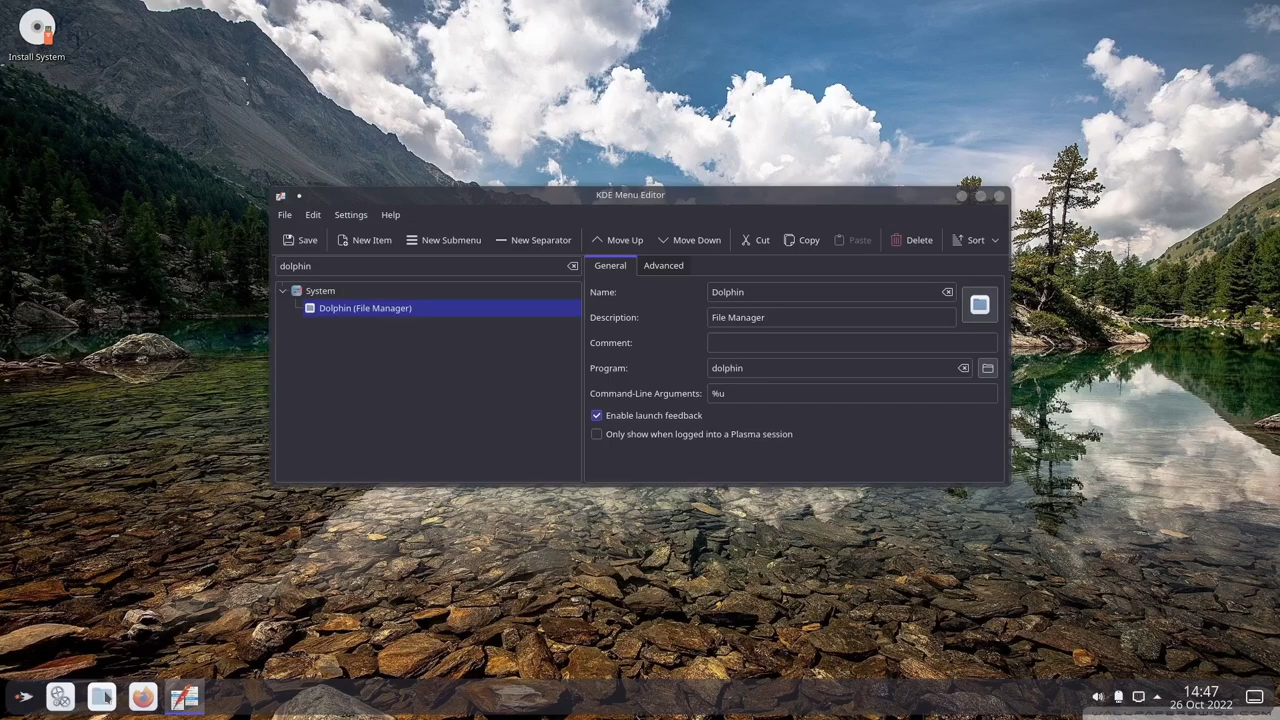 Install System
KDE Menu Editor
File Edit Settings Help
Save New Item New Submenu New Separator Move Up Move Down Cut Copy Paste Delete Sort
dolphin
General Advanced
System
Dolphin (File Manager)
Name: Dolphin
Description: File Manager
Comment:
Program: dolphin
Command-Line Arguments: %u
Enable launch feedback
Only show when logged into a Plasma session
14:47
26 Oct 2022